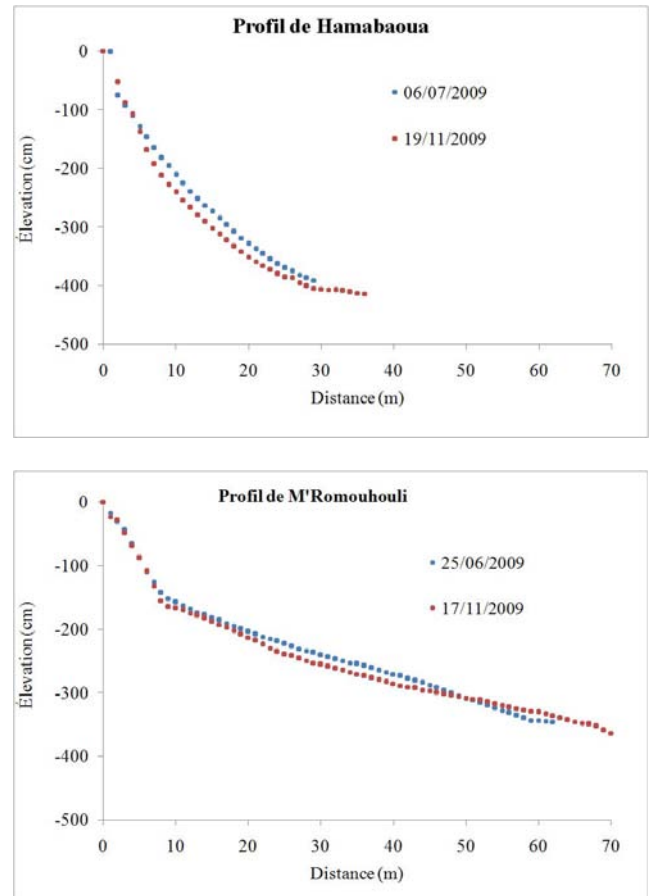 Profil de Hamabaoua
0
-100
-200
-300
-400
-500
Élevation (cm)
06/07/2009
19/11/2009
0 10 20 30 40 50 60 70
Distance (m)
Profil de M'Romouhouli
0
-100
-200
-300
-400
-500
Élevation (cm)
25/06/2009
17/11/2009
0 10 20 30 40 50 60 70
Distance (m)